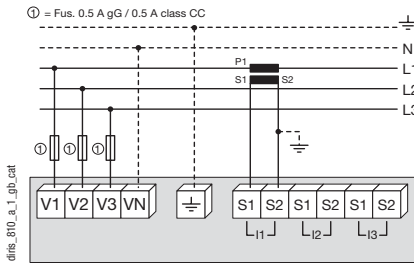 ① = Fus. 0.5 A gG / 0.5 A class CC
N
P1
L1
S1 S2
L2
L3
① ① ①
V1 V2 V3 VN S1 S2 S1 S2 S1 S2
I1 I2 I3
diris_810_a_1_gb_cat